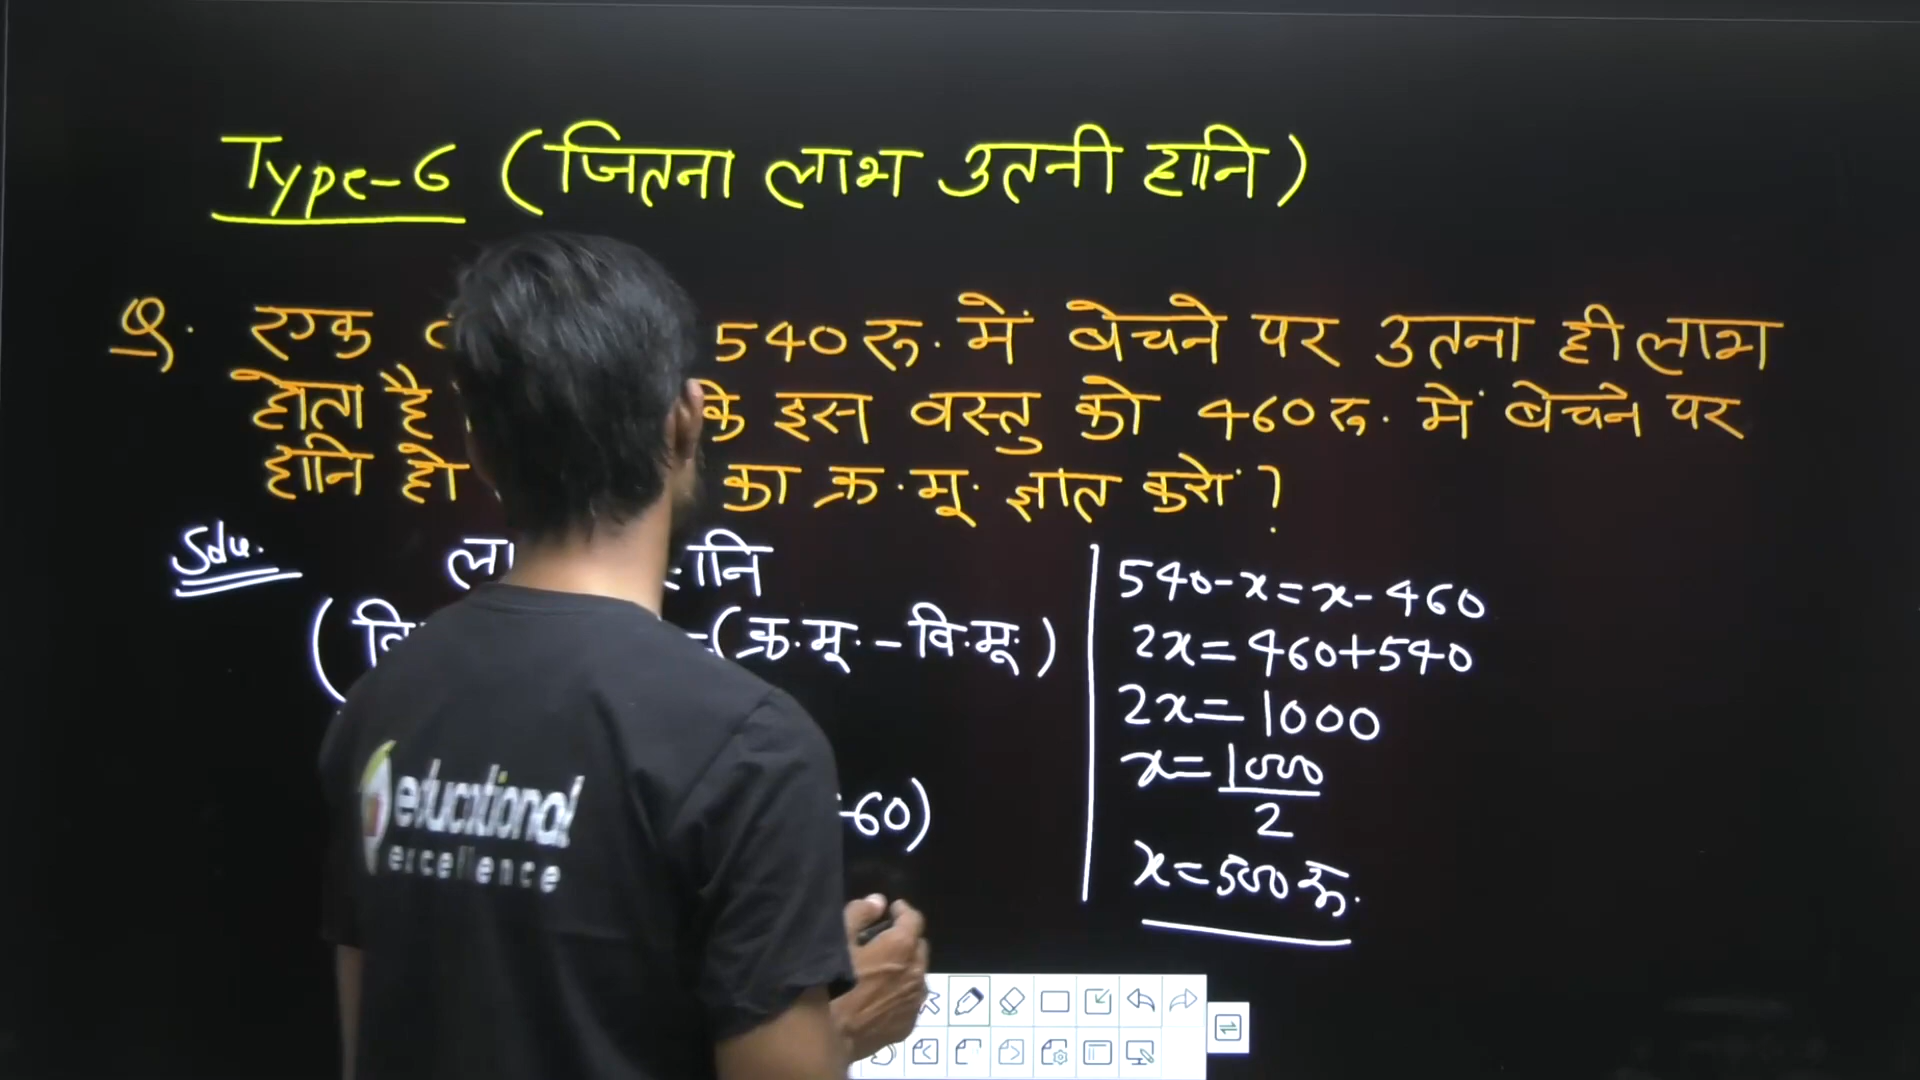 Type-6 (जितना लाभ उतनी हानि)
Q. एक 540 रू. में बेचने पर उतना ही लाभ
होता है के इस वस्तु को 460 रू. में बेचने पर
हानि हो का क्र.मू. ज्ञात करो ?
Solu.
(क्र.मू. - वि.मू.)
60)
540-x=x-460
2x=460+540
2x=1000
x=1000/2
x=500 रू.
educational
excellence